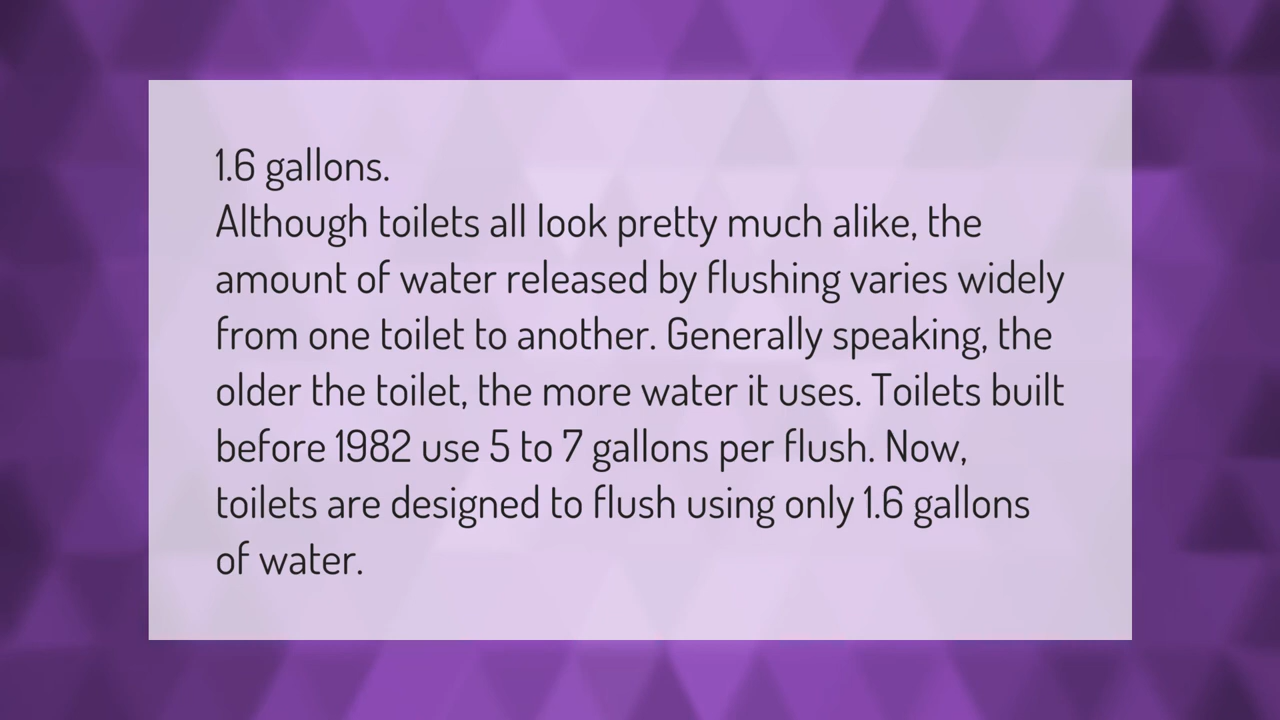 1.6 gallons.
Although toilets all look pretty much alike, the
amount of water released by flushing varies widely
from one toilet to another. Generally speaking, the
older the toilet, the more water it uses. Toilets built
before 1982 use 5 to 7 gallons per flush. Now,
toilets are designed to flush using only 1.6 gallons
of water.